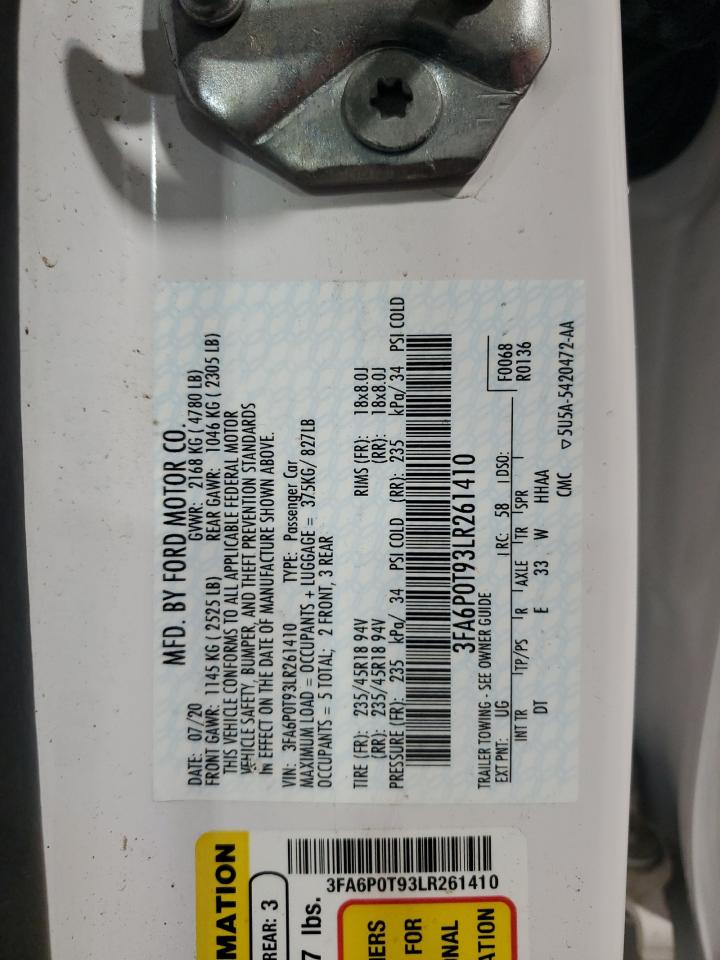 MFD. BY FORD MOTOR CO.
DATE: 07/20 GVWR: 2168 KG ( 4780 LB)
FRONT GAWR: 1145 KG ( 2525 LB) REAR GAWR: 1046 KG ( 2305 LB)
THIS VEHICLE CONFORMS TO ALL APPLICABLE FEDERAL MOTOR
VEHICLE SAFETY, BUMPER, AND THEFT PREVENTION STANDARDS
IN EFFECT ON THE DATE OF MANUFACTURE SHOWN ABOVE.
VIN: 3FA6P0T93LR261410 TYPE: Passenger Car
MAXIMUM LOAD = OCCUPANTS + LUGGAGE = 375KG/ 827LB
OCCUPANTS = 5 TOTAL; 2 FRONT, 3 REAR
TIRE (FR): 235/45R18 94V RIMS (FR): 18x8.0J
(RR): 235/45R18 94V (RR): 18x8.0J
PRESSURE (FR): 235 kPa/ 34 PSI COLD (RR): 235 kPa/ 34 PSI COLD
3FA6P0T93LR261410
TRAILER TOWING - SEE OWNER GUIDE F0068
EXT PNT: UG RC: 58 DSO: R0136
INT TR TP/PS R AXLE TR SPR
DT E 33 W HHAA
CMC ▽5U5A-5420472-AA
MATION
REAR: 3
7 lbs.
3FA6P0T93LR261410
IERS
FOR
NAL
ATION